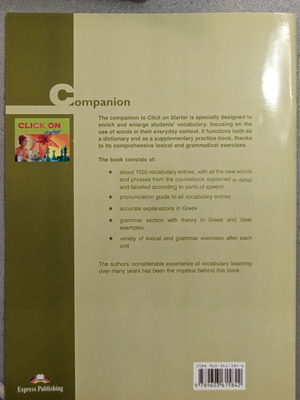 Companion
CLICK ON
starter
The companion to Click on Starter is specially designed to
enrich and enlarge students' vocabulary, focusing on the
use of words in their everyday context. It functions both as
a dictionary and as a supplementary practice book, thanks
to its comprehensive lexical and grammatical exercises.
The book consists of:
• about 1500 vocabulary entries, with all the new words
and phrases from the coursebook explained in detail
and labelled according to parts of speech
• pronunciation guide to all vocabulary entries
• accurate explanations in Greek
• grammar section with theory in Greek and clear
examples
• variety of lexical and grammar exercises after each
unit
The authors' considerable experience of vocabulary teaching
over many years has been the impetus behind this book.
Express Publishing